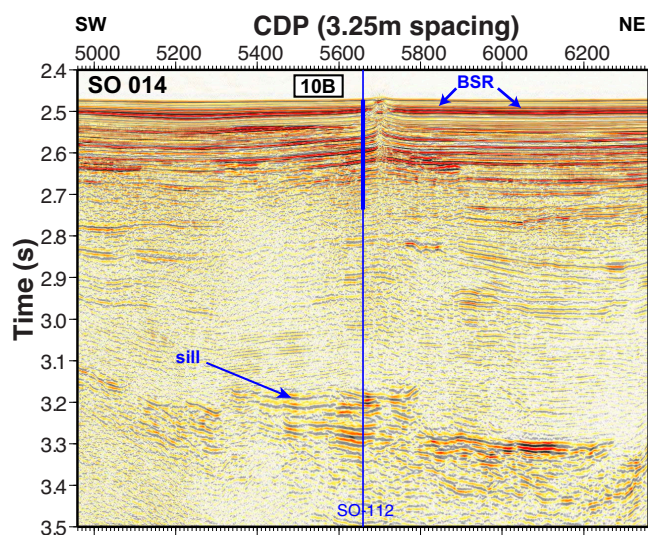 SW CDP (3.25m spacing) NE
5000 5200 5400 5600 5800 6000 6200
SO 014 10B BSR
2.4
2.5
2.6
2.7
2.8
2.9
3.0
3.1
3.2
3.3
3.4
3.5
Time (s)
sill
SO-112